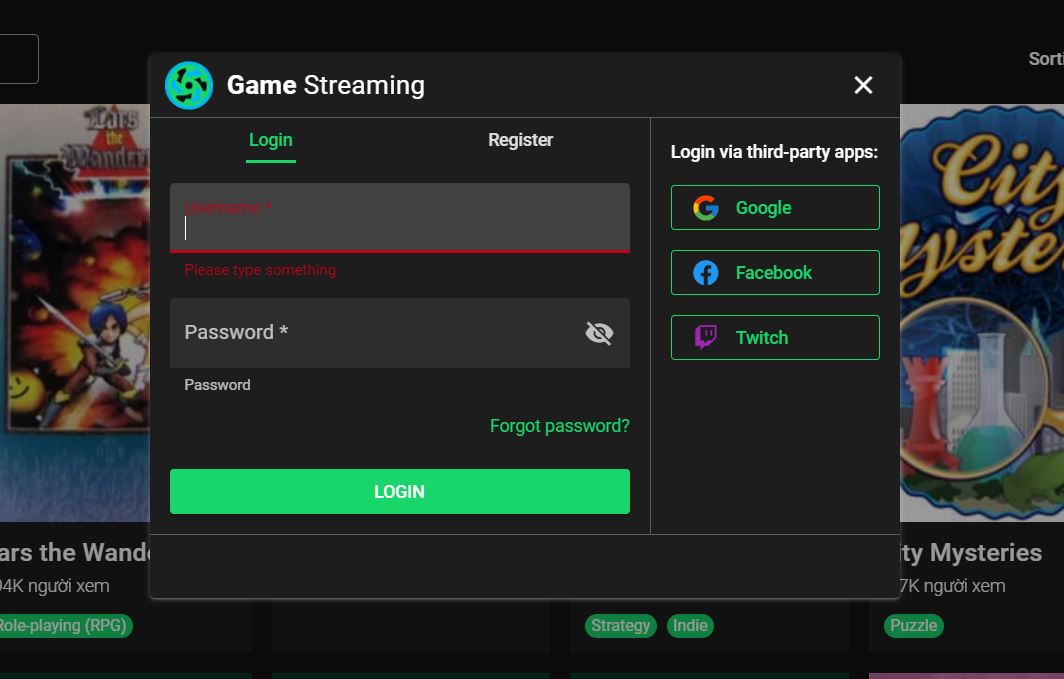 Sorti
Game Streaming
Login
Register
Login via third-party apps:
Username *
Please type something
Google
Facebook
Password *
Password
Twitch
Forgot password?
LOGIN
Lars
the
Wander
City
Mysteries
ars the Wand
94K người xem
Role-playing (RPG)
Strategy
Indie
ity Mysteries
7K người xem
Puzzle